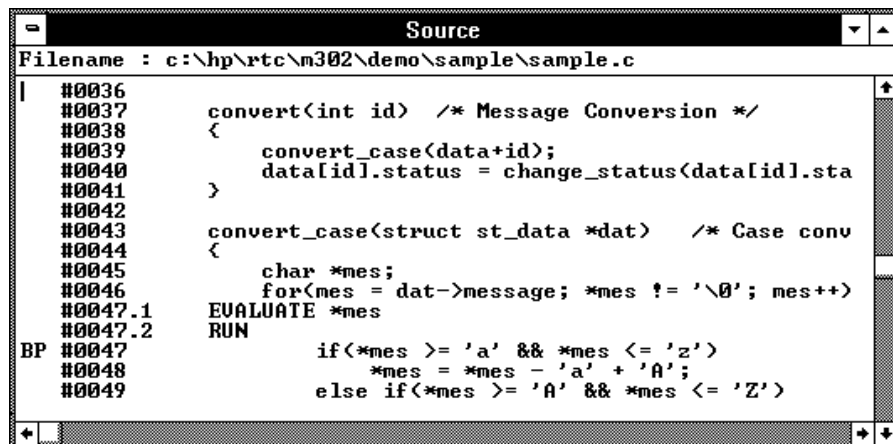 Source
Filename : c:\hp\rtc\m302\demo\sample\sample.c
#0036
#0037 convert(int id) /* Message Conversion */
#0038 {
#0039 convert_case(data+id);
#0040 data[id].status = change_status(data[id].sta
#0041 }
#0042
#0043 convert_case(struct st_data *dat) /* Case conv
#0044 {
#0045 char *mes;
#0046 for(mes = dat->message; *mes != '\0'; mes++)
#0047.1 EVALUATE *mes
#0047.2 RUN
BP #0047 if(*mes >= 'a' && *mes <= 'z')
#0048 *mes = *mes - 'a' + 'A';
#0049 else if(*mes >= 'A' && *mes <= 'Z')